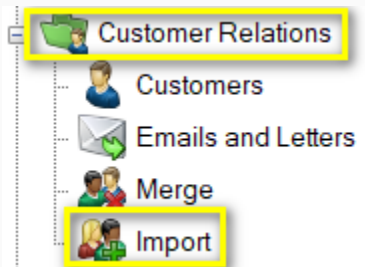 Customer Relations
Customers
Emails and Letters
Merge
Import